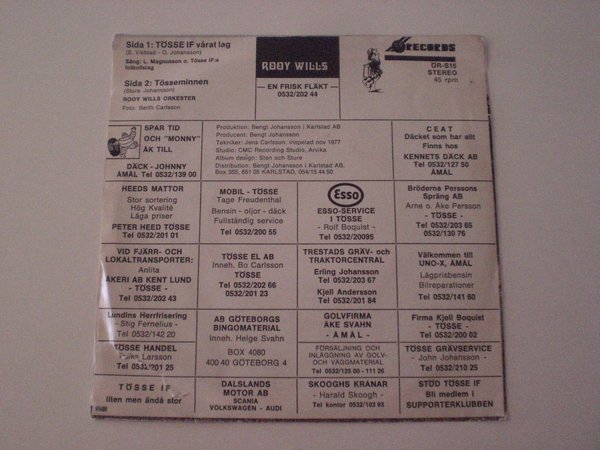 Sida 1: TÖSSE IF vårat lag
(E. Vikblad - O. Johansson)
Sång: L. Magnusson o. Tösse IF:s
fotbollslag
Sida 2: Tösseminnen
(Sture Johansson)
RODY WILLS ORKESTER
Foto: Berth Carlsson
RODY WILLS
— EN FRISK FLÄKT —
0532/202 44
RECORDS
ÖR-S15
STEREO
45 rpm
SPAR TID
OCH "MONNY"
ÅK TILL
DÄCK - JOHNNY
ÅMÅL Tel 0532/139 00
Produktion: Bengt Johansson i Karlstad AB
Producent: Bengt Johansson
Tekniker: Jens Carlsson. Inspelad nov 1977
Studio: CMC Recording Studio, Arvika
Album design: Sten och Sture
Distribution: Bengt Johansson i Karlstad AB,
Box 355, 651 05 KARLSTAD, 054/15 44 50
CEAT
Däcket som har allt
Finns hos
KENNETS DÄCK AB
Tel 0532/127 50
ÅMÅL
HEEDS MATTOR
Stor sortering
Hög Kvalité
Låga priser
PETER HEED TÖSSE
Tel 0532/201 01
MOBIL - TÖSSE
Tage Freudenthal
Bensin - oljor - däck
Fullständig service
Tel 0532/200 55
Esso
ESSO-SERVICE
I TÖSSE
- Rolf Boquist -
Tel 0532/20095
Bröderna Perssons
Spräng AB
Arne o. Åke Persson
- TÖSSE -
Tel 0532/203 65
0532/130 76
VID FJÄRR- OCH
LOKALTRANSPORTER:
Anlita
ÅKERI AB KENT LUND
- TÖSSE -
Tel 0532/202 43
TÖSSE EL AB
Inneh. Bo Carlsson
TÖSSE
Tel 0532/202 66
0532/201 23
TRESTADS GRÄV- OCH
TRAKTORCENTRAL
Erling Johansson
Tel 0532/203 67
Kjell Andersson
Tel 0532/201 84
Välkommen till
UNO-X, ÅMÅL
Lågprisbensin
Bilreparationer
Tel 0532/141 60
Lundins Herrfrisering
- Stig Fernelius -
Tel 0532/142 20
AB GÖTEBORGS
BINGOMATERIAL
Inneh. Helge Svahn
BOX 4080
400 40 GÖTEBORG 4
GOLVFIRMA
ÅKE SVAHN
- ÅMÅL -
FÖRSÄLJNING OCH
INLÄGGNING AV GOLV-
OCH VÄGGMATERIAL
Tel 0532/125 00 - 111 26
Firma Kjell Boquist
- TÖSSE -
Tel 0532/200 02
TÖSSE HANDEL
Larsson
Tel 0532/201 25
TÖSSE GRÄVSERVICE
- John Johansson -
Tel 0532/210 25
TÖSSE IF
liten men ändå stor
DALSLANDS
MOTOR AB
SCANIA
VOLKSWAGEN - AUDI
SKOOGHS KRANAR
- Harald Skoogh -
Tel kontor 0532/103 93
STÖD TÖSSE IF
Bli medlem i
SUPPORTERKLUBBEN